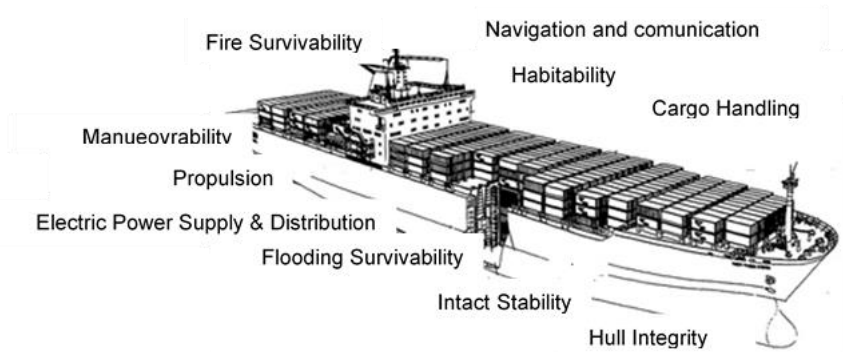 Navigation and comunication
Fire Survivability
Habitability
Cargo Handling
Manueovrability
Propulsion
Electric Power Supply & Distribution
Flooding Survivability
Intact Stability
Hull Integrity